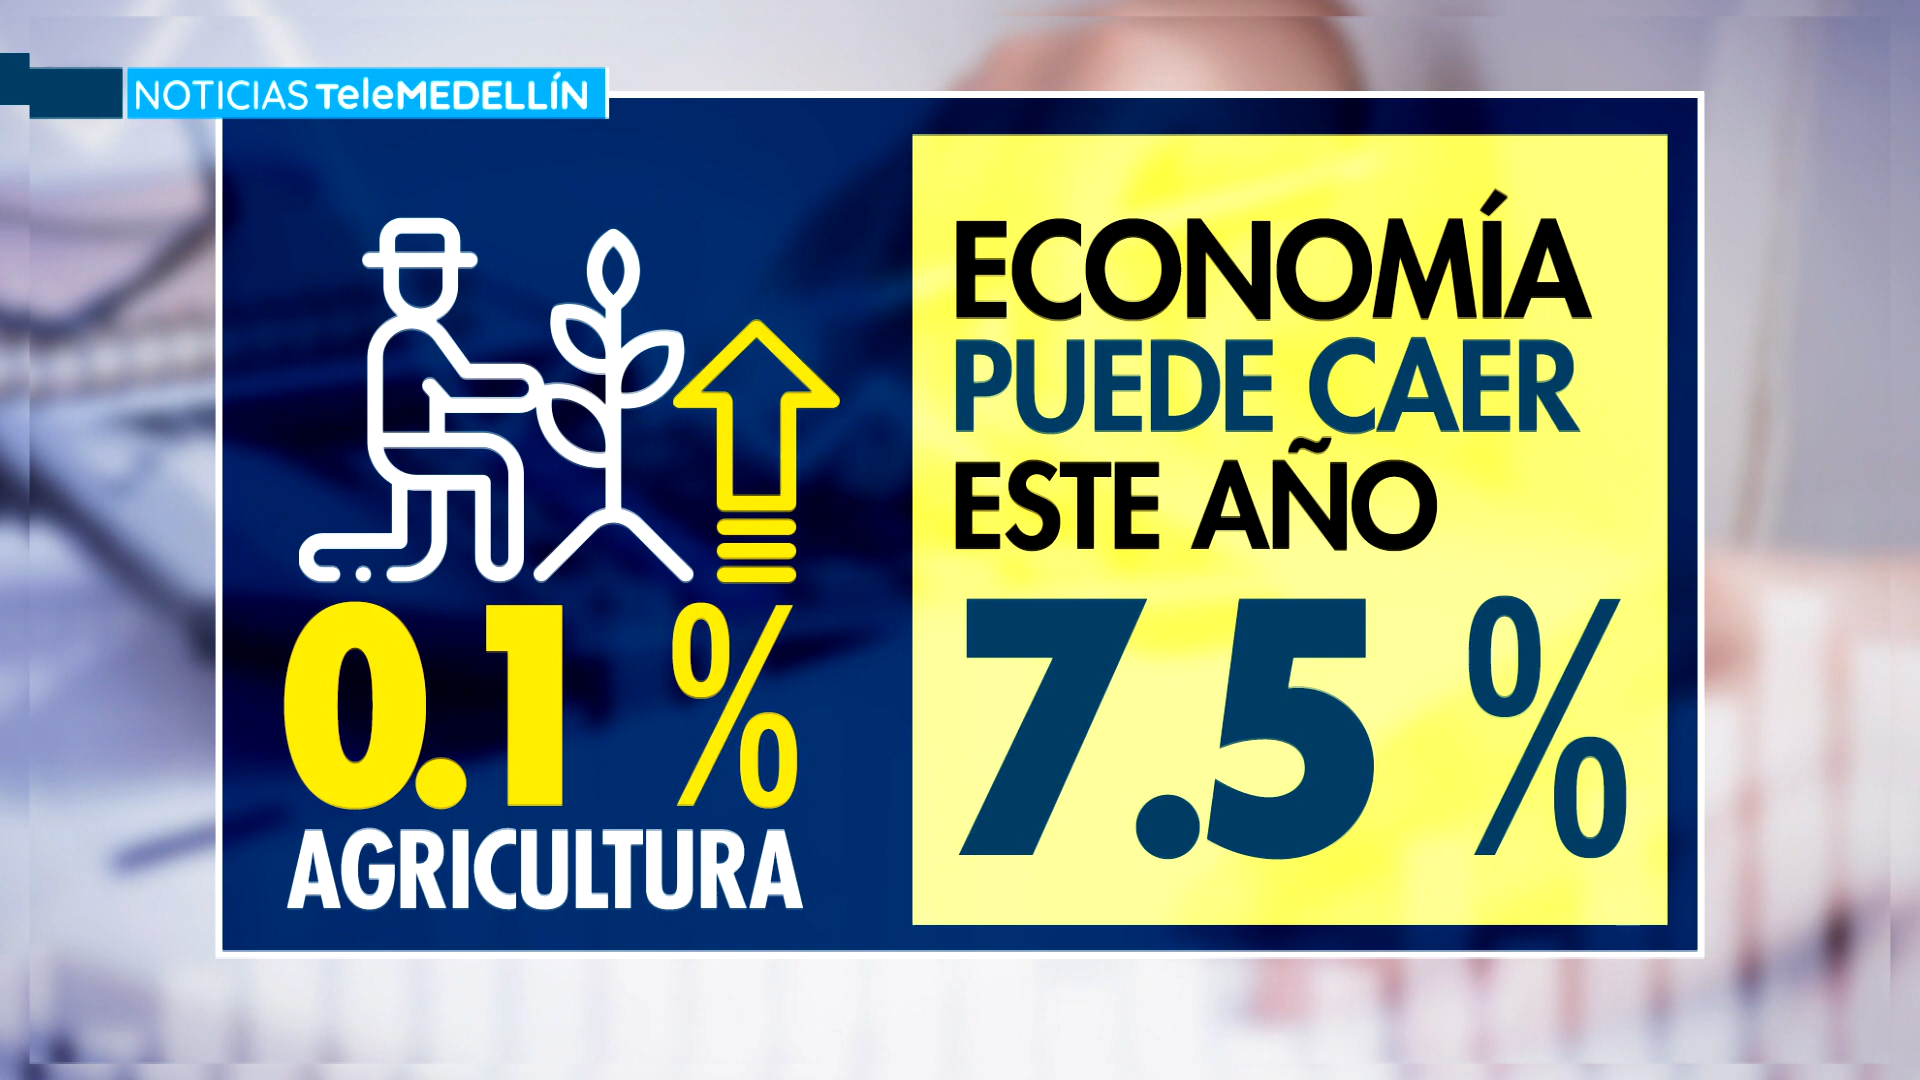 NOTICIAS TeleMEDELLÍN
0.1 %
AGRICULTURA
ECONOMÍA
PUEDE CAER
ESTE AÑO
7.5 %